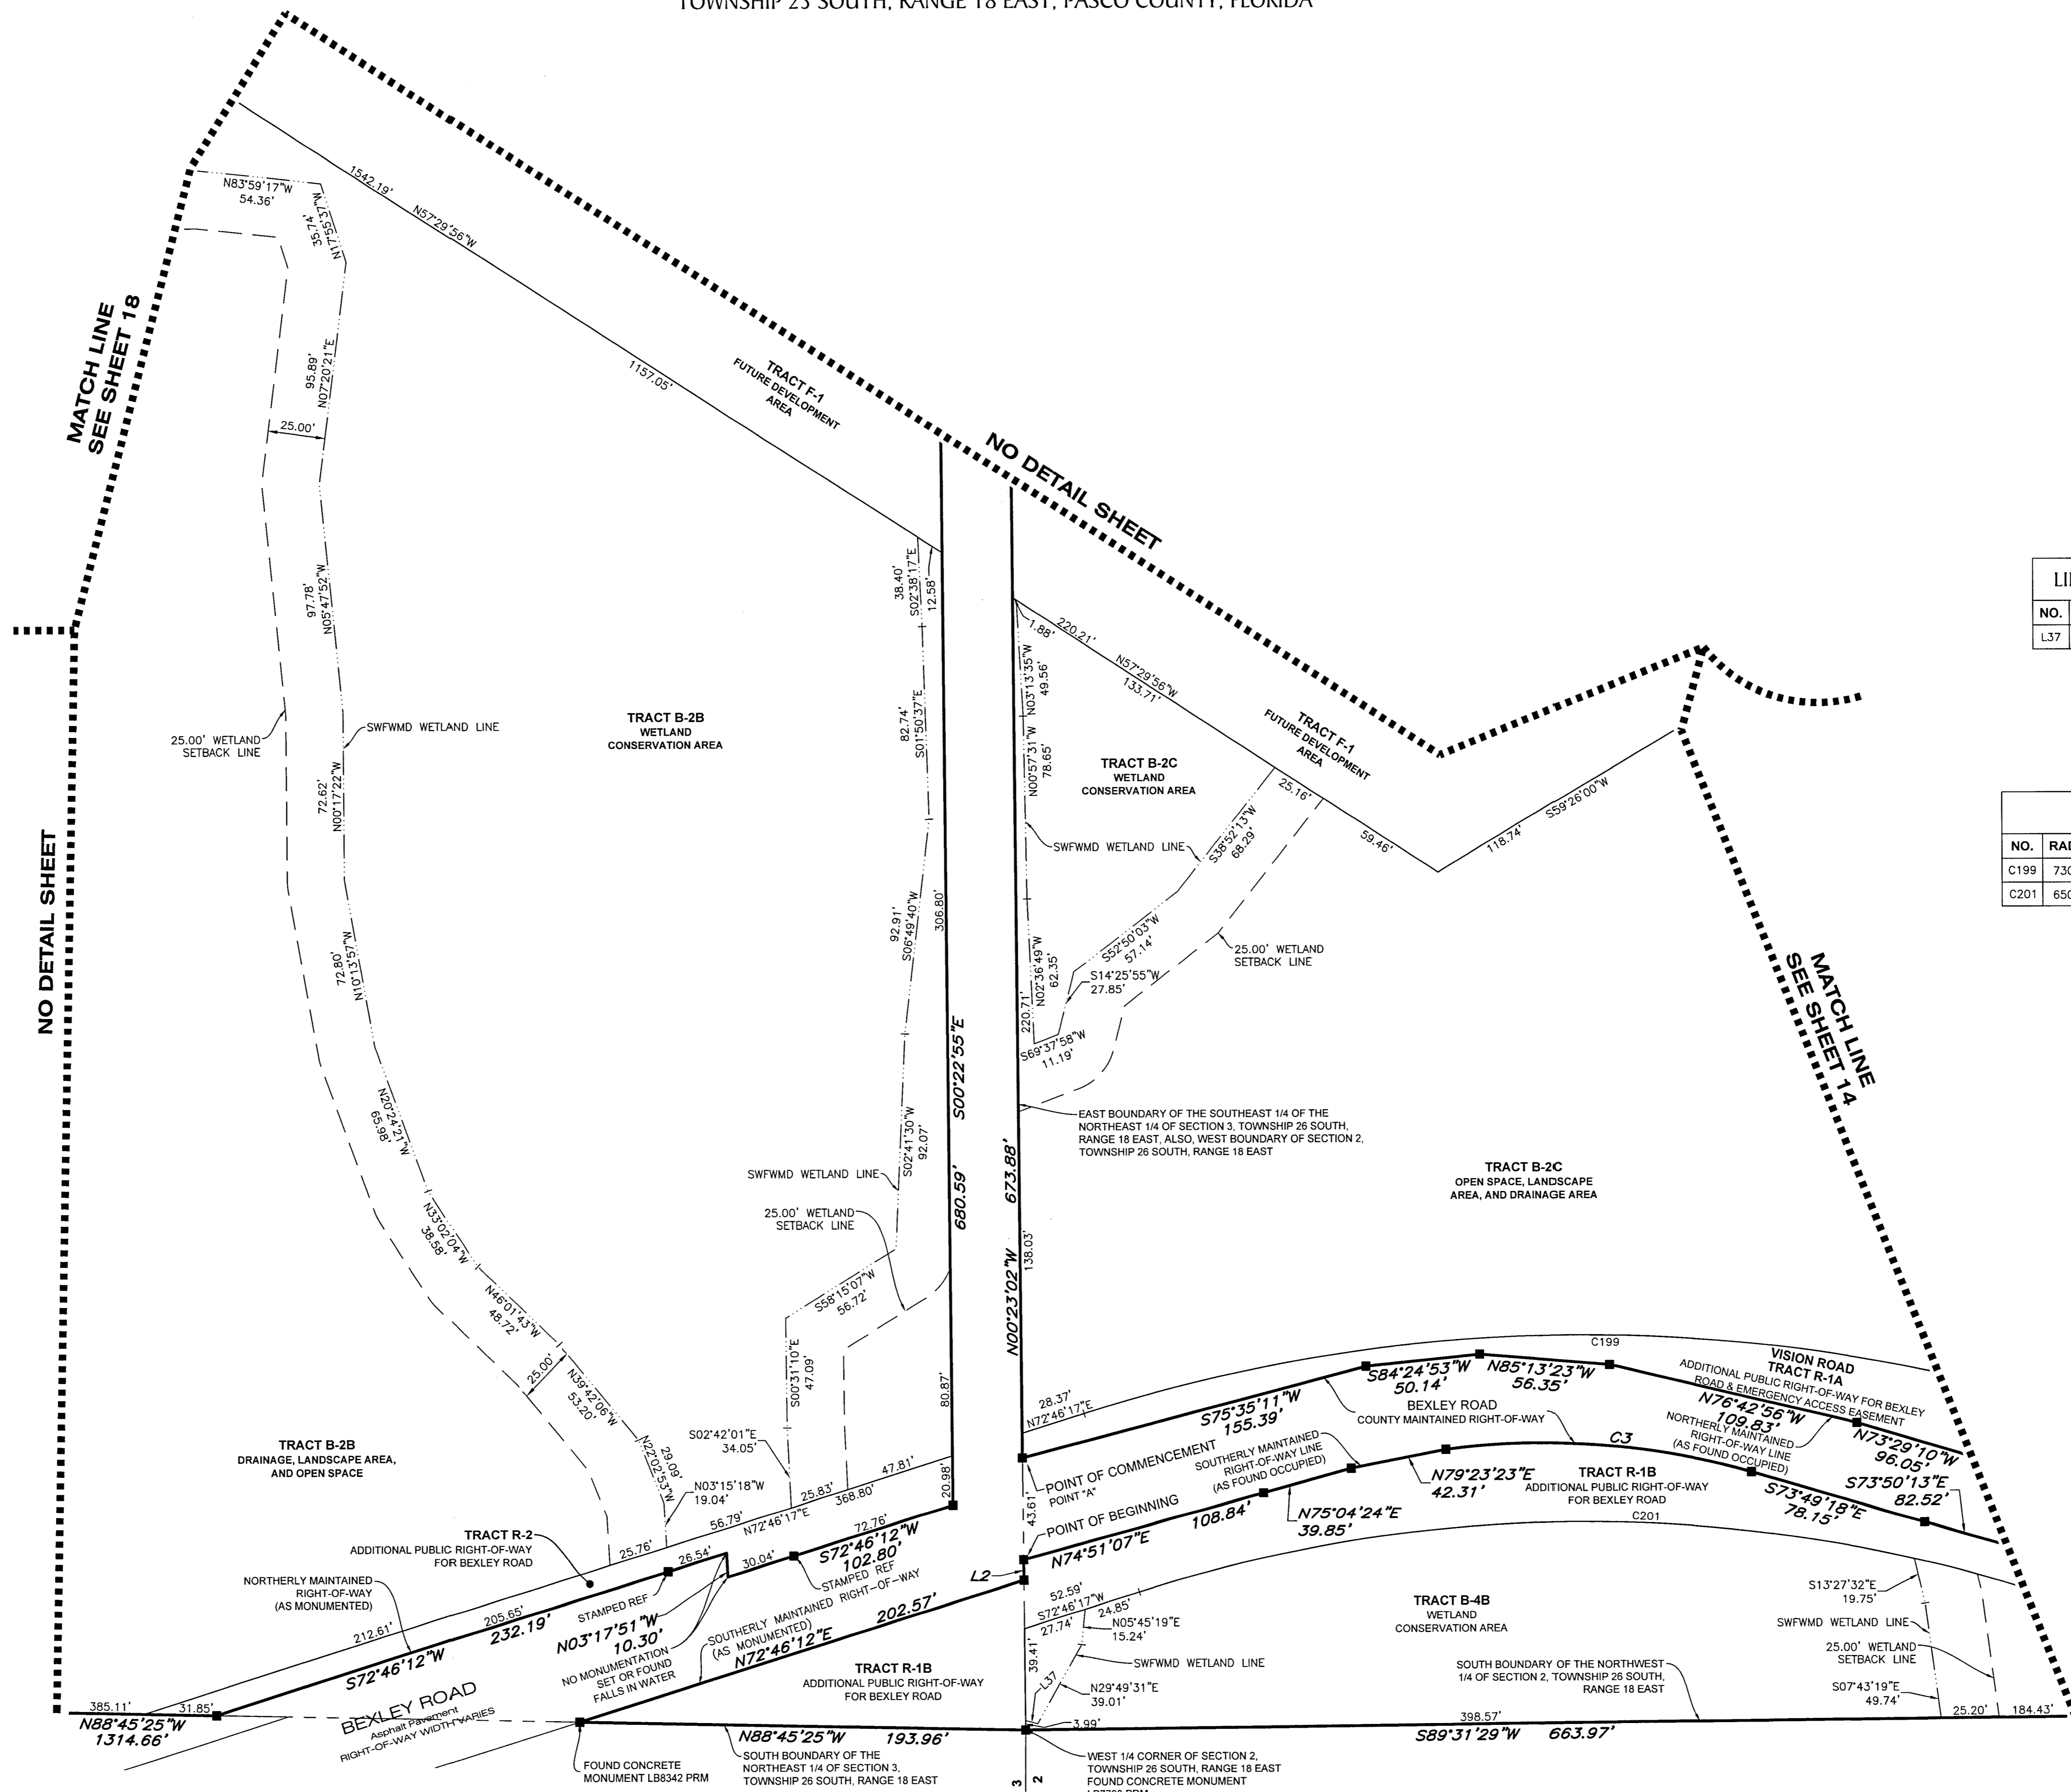 TOWNSHIP 25 SOUTH, RANGE 18 EAST, PASCO COUNTY, FLORIDA
MATCH LINE
SEE SHEET 18
NO DETAIL SHEET
N83°59'17"W
54.36'
N17°55'37"W
35.74'
1542.19'
N57°29'56"W
1157.05'
TRACT F-1
FUTURE DEVELOPMENT
AREA
NO DETAIL SHEET
95.89'
N07°20'21"E
25.00'
97.78'
N05°47'52"W
25.00' WETLAND
SETBACK LINE
SWFWMD WETLAND LINE
72.62'
N00°17'22"W
72.80'
N10°13'57"W
N20°24'21"W
65.98'
N33°02'04"W
38.58'
N46°01'43"W
48.72'
25.00'
N39°42'06"W
53.20'
29.09'
N22°02'53"W
N03°15'18"W
19.04'
TRACT B-2B
WETLAND
CONSERVATION AREA
38.40'
S02°38'17"E
12.58'
82.74'
S01°50'37"E
92.91'
S06°49'40"W
306.80'
S02°41'30"W
92.07'
SWFWMD WETLAND LINE
25.00' WETLAND
SETBACK LINE
S58°15'07"W
56.72'
S00°31'10"E
47.09'
S02°42'01"E
34.05'
680.59' S00°22'55"E
80.87'
20.98'
N00°23'02"W 673.88'
1.88'
220.21'
N57°29'56"W
133.71'
N03°13'35"W
49.56'
N00°57'31"W
78.65'
TRACT B-2C
WETLAND
CONSERVATION AREA
TRACT F-1
FUTURE DEVELOPMENT
AREA
25.16'
59.46'
118.74'
S59°26'00"W
SWFWMD WETLAND LINE
S38°52'13"W
68.29'
S52°50'03"W
57.14'
S14°25'55"W
27.85'
N02°36'49"W
62.35'
220.71'
S69°37'58"W
11.19'
25.00' WETLAND
SETBACK LINE
EAST BOUNDARY OF THE SOUTHEAST 1/4 OF THE
NORTHEAST 1/4 OF SECTION 3, TOWNSHIP 26 SOUTH,
RANGE 18 EAST, ALSO, WEST BOUNDARY OF SECTION 2,
TOWNSHIP 26 SOUTH, RANGE 18 EAST
TRACT B-2C
OPEN SPACE, LANDSCAPE
AREA, AND DRAINAGE AREA
138.03'
MATCH LINE
SEE SHEET 14
NO.
L37
NO.
C199 730
C201 650
TRACT B-2B
DRAINAGE, LANDSCAPE AREA,
AND OPEN SPACE
TRACT R-2
ADDITIONAL PUBLIC RIGHT-OF-WAY
FOR BEXLEY ROAD
NORTHERLY MAINTAINED
RIGHT-OF-WAY
(AS MONUMENTED)
25.76'
56.79'
N72°46'17"E
25.83'
368.80'
47.81'
72.76'
S72°46'12"W
102.80'
30.04'
26.54'
STAMPED REF
STAMPED REF
212.61'
205.65'
232.19'
S72°46'12"W
N03°17'51"W
10.30'
NO MONUMENTATION
SET OR FOUND
FALLS IN WATER
SOUTHERLY MAINTAINED RIGHT-OF-WAY
(AS MONUMENTED)
N72°46'12"E 202.57'
385.11'
31.85'
N88°45'25"W
1314.66'
BEXLEY ROAD
Asphalt Pavement
RIGHT-OF-WAY WIDTH VARIES
TRACT R-1B
ADDITIONAL PUBLIC RIGHT-OF-WAY
FOR BEXLEY ROAD
N88°45'25"W 193.96'
FOUND CONCRETE
MONUMENT LB8342 PRM
SOUTH BOUNDARY OF THE
NORTHEAST 1/4 OF SECTION 3,
TOWNSHIP 26 SOUTH, RANGE 18 EAST
3 2
WEST 1/4 CORNER OF SECTION 2,
TOWNSHIP 26 SOUTH, RANGE 18 EAST
FOUND CONCRETE MONUMENT
28.37'
N72°46'17"E
S75°35'11"W
155.39'
S84°24'53"W
50.14'
N85°13'23"W
56.35'
C199
VISION ROAD
TRACT R-1A
ADDITIONAL PUBLIC RIGHT-OF-WAY FOR BEXLEY
ROAD & EMERGENCY ACCESS EASEMENT
N76°42'56"W
109.83'
NORTHERLY MAINTAINED
RIGHT-OF-WAY LINE
(AS FOUND OCCUPIED)
N73°29'10"W
96.05'
BEXLEY ROAD
COUNTY MAINTAINED RIGHT-OF-WAY
POINT OF COMMENCEMENT
POINT "A"
SOUTHERLY MAINTAINED
RIGHT-OF-WAY LINE
(AS FOUND OCCUPIED)
POINT OF BEGINNING
43.61'
L2
N74°51'07"E 108.84'
N75°04'24"E
39.85'
N79°23'23"E
42.31'
C3
TRACT R-1B
ADDITIONAL PUBLIC RIGHT-OF-WAY
FOR BEXLEY ROAD
S73°49'18"E
78.15'
S73°50'13"E
82.52'
C201
52.59'
S72°46'17"W
27.74'
24.85'
N05°45'19"E
15.24'
39.41'
L37
SWFWMD WETLAND LINE
N29°49'31"E
39.01'
3.99'
TRACT B-4B
WETLAND
CONSERVATION AREA
SOUTH BOUNDARY OF THE NORTHWEST
1/4 OF SECTION 2, TOWNSHIP 26 SOUTH,
RANGE 18 EAST
S13°27'32"E
19.75'
SWFWMD WETLAND LINE
25.00' WETLAND
SETBACK LINE
S07°43'19"E
49.74'
398.57'
25.20'
184.43'
S89°31'29"W 663.97'